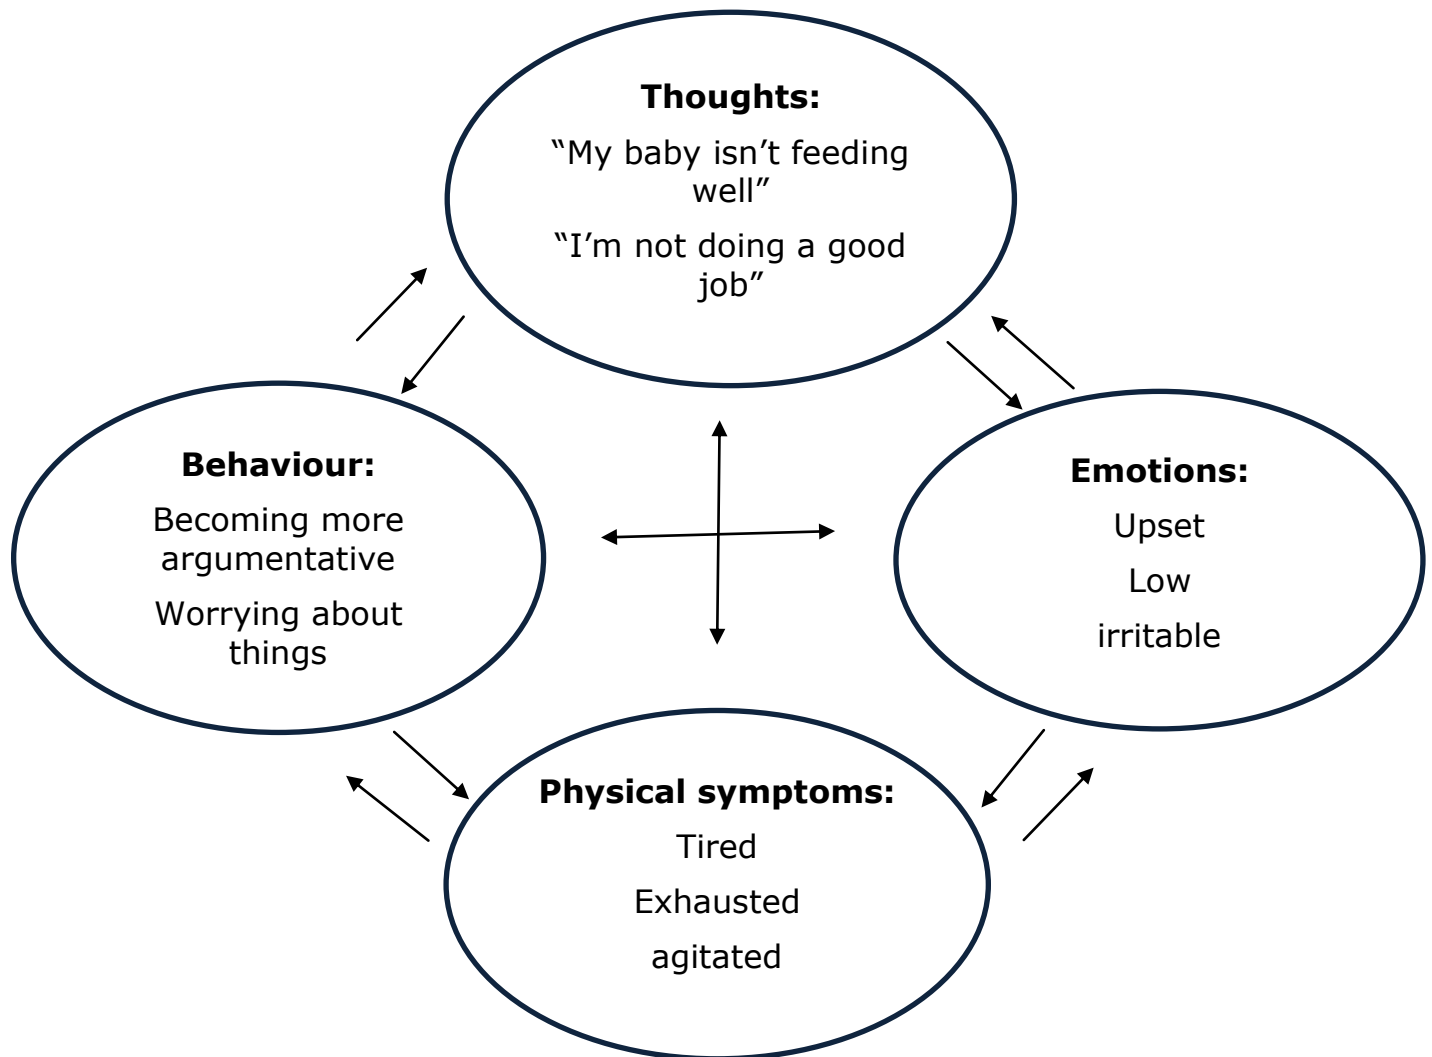 Thoughts:
“My baby isn’t feeding
well”
“I’m not doing a good
job”
Behaviour:
Becoming more
argumentative
Worrying about
things
Emotions:
Upset
Low
irritable
Physical symptoms:
Tired
Exhausted
agitated